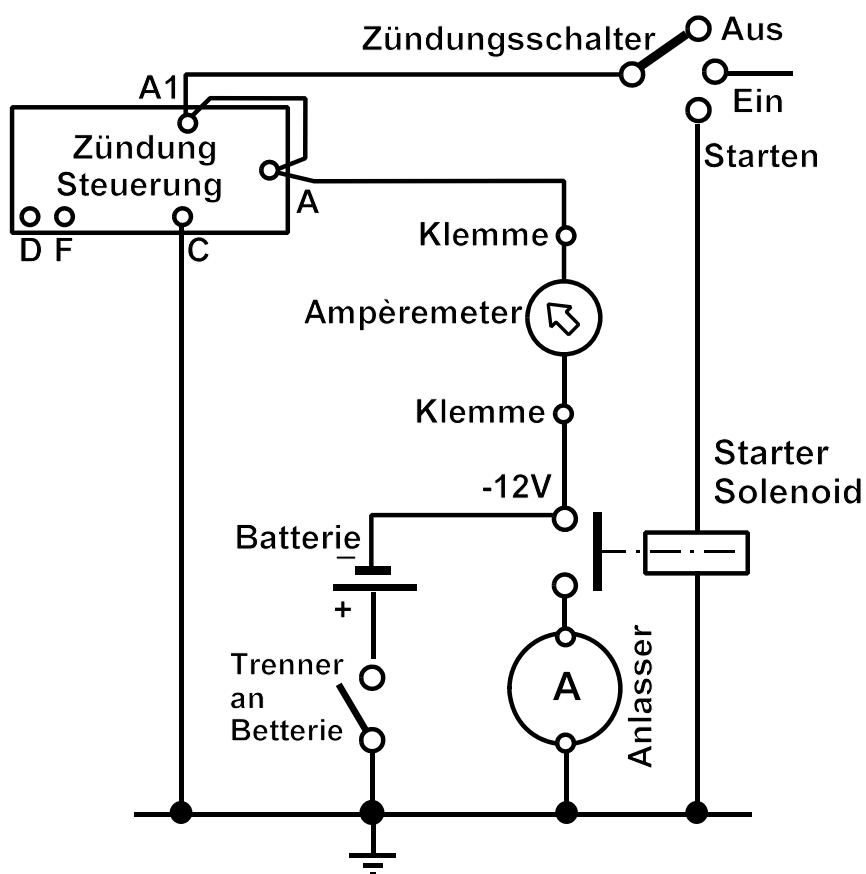 Zündungsschalter
Aus
Ein
Starten
A1
Zündung
Steuerung
A
D F C
Klemme
Ampèremeter
Klemme
-12V
Starter
Solenoid
Batterie
–
+
Trenner
an
Betterie
A
Anlasser